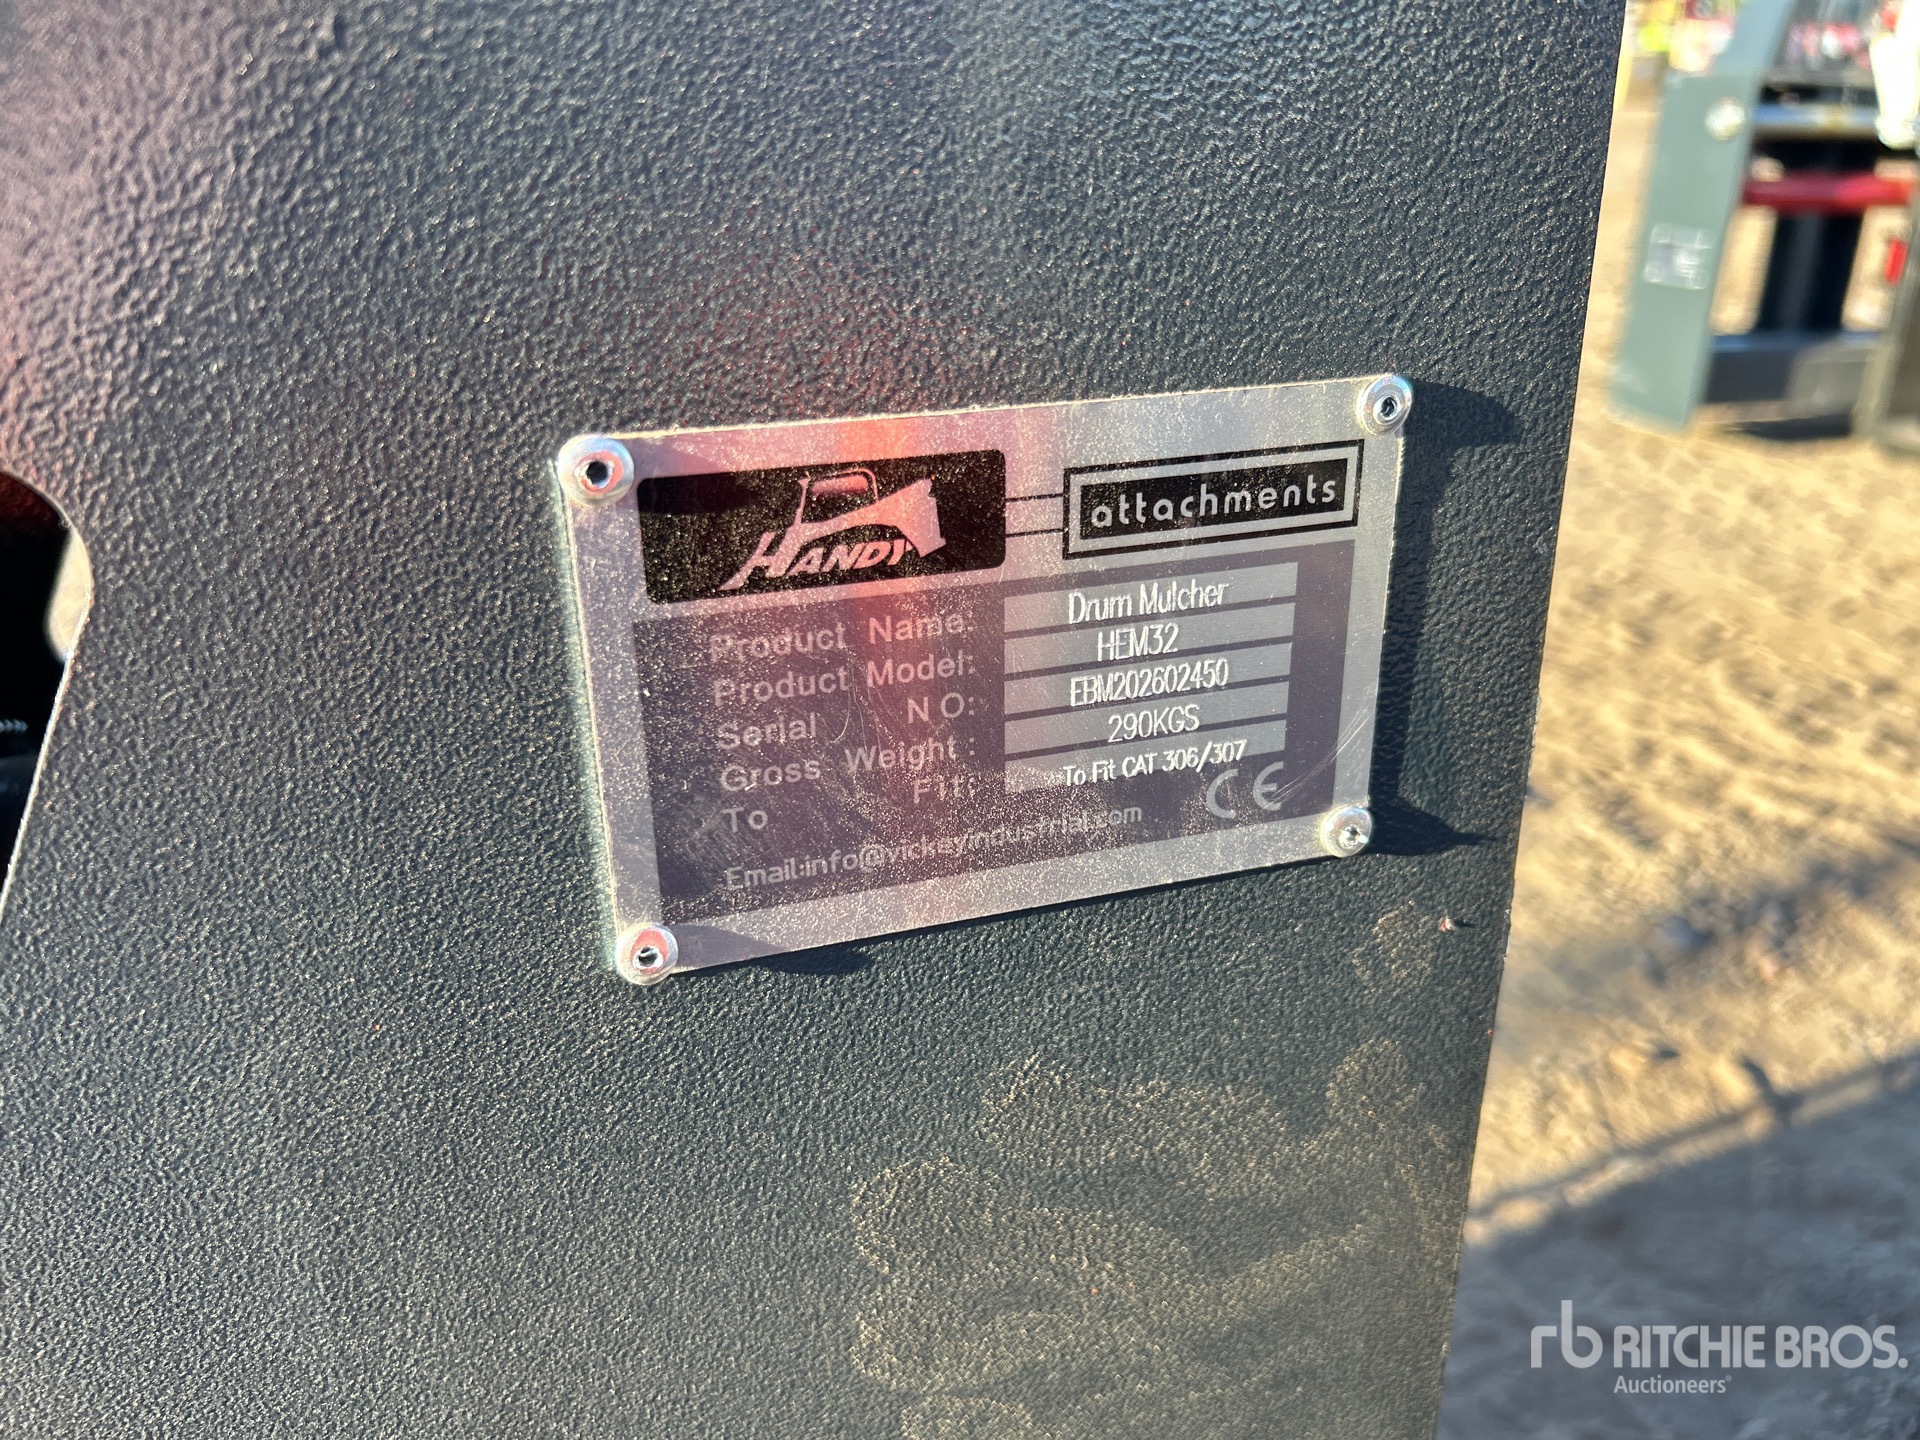 HANDY
attachments
Product Name: Drum Mulcher
Product Model: HEM32
Serial NO: EBM202602450
Gross Weight: 290KGS
To Fit: To Fit CAT 306/307
Email:info@vickeyindustrial.com
CE
rb RITCHIE BROS.
Auctioneers